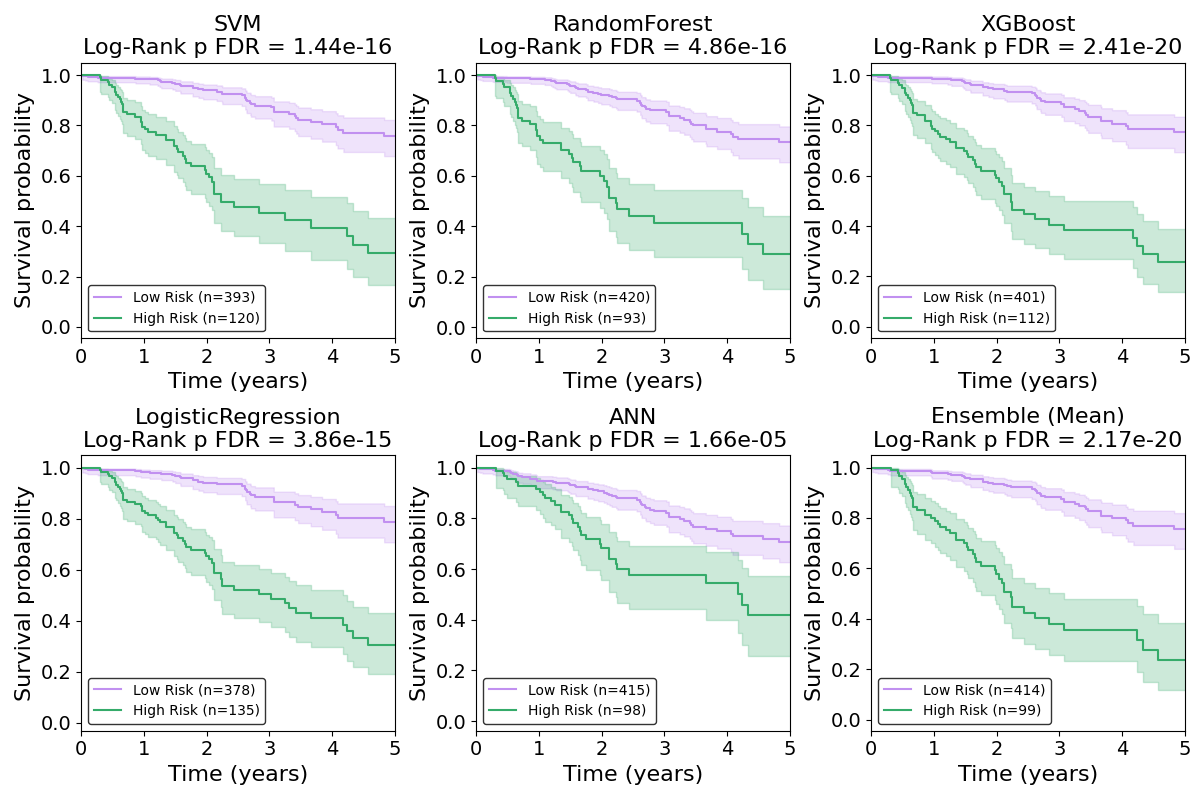 SVM
Log-Rank p FDR = 1.44e-16
Survival probability
1.0
0.8
0.6
0.4
0.2
0.0
Low Risk (n=393)
High Risk (n=120)
0 1 2 3 4 5
Time (years)
RandomForest
Log-Rank p FDR = 4.86e-16
Survival probability
1.0
0.8
0.6
0.4
0.2
0.0
Low Risk (n=420)
High Risk (n=93)
0 1 2 3 4 5
Time (years)
XGBoost
Log-Rank p FDR = 2.41e-20
Survival probability
1.0
0.8
0.6
0.4
0.2
0.0
Low Risk (n=401)
High Risk (n=112)
0 1 2 3 4 5
Time (years)
LogisticRegression
Log-Rank p FDR = 3.86e-15
Survival probability
1.0
0.8
0.6
0.4
0.2
0.0
Low Risk (n=378)
High Risk (n=135)
0 1 2 3 4 5
Time (years)
ANN
Log-Rank p FDR = 1.66e-05
Survival probability
1.0
0.8
0.6
0.4
0.2
0.0
Low Risk (n=415)
High Risk (n=98)
0 1 2 3 4 5
Time (years)
Ensemble (Mean)
Log-Rank p FDR = 2.17e-20
Survival probability
1.0
0.8
0.6
0.4
0.2
0.0
Low Risk (n=414)
High Risk (n=99)
0 1 2 3 4 5
Time (years)